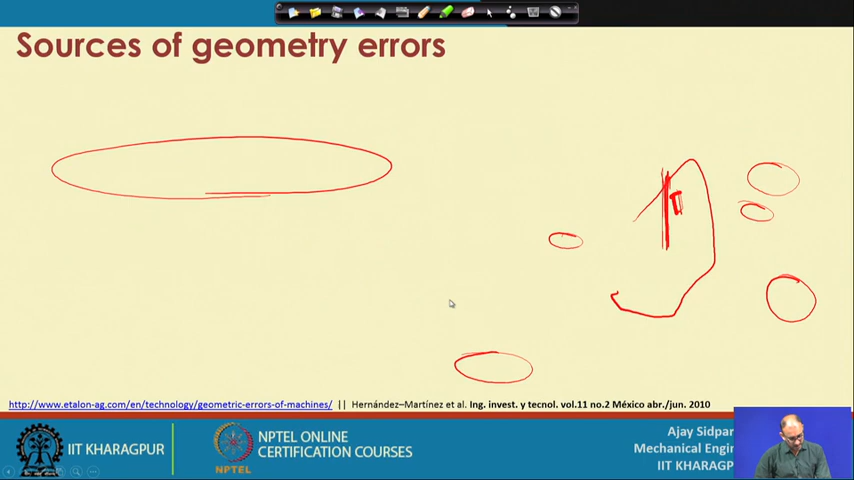 Sources of geometry errors
http://www.etalon-ag.com/en/technology/geometric-errors-of-machines/ || Hernández–Martínez et al. Ing. invest. y tecnol. vol.11 no.2 México abr./jun. 2010
IIT KHARAGPUR
NPTEL
NPTEL ONLINE
CERTIFICATION COURSES
Ajay Sidpar
Mechanical Engineer
IIT KHARAG